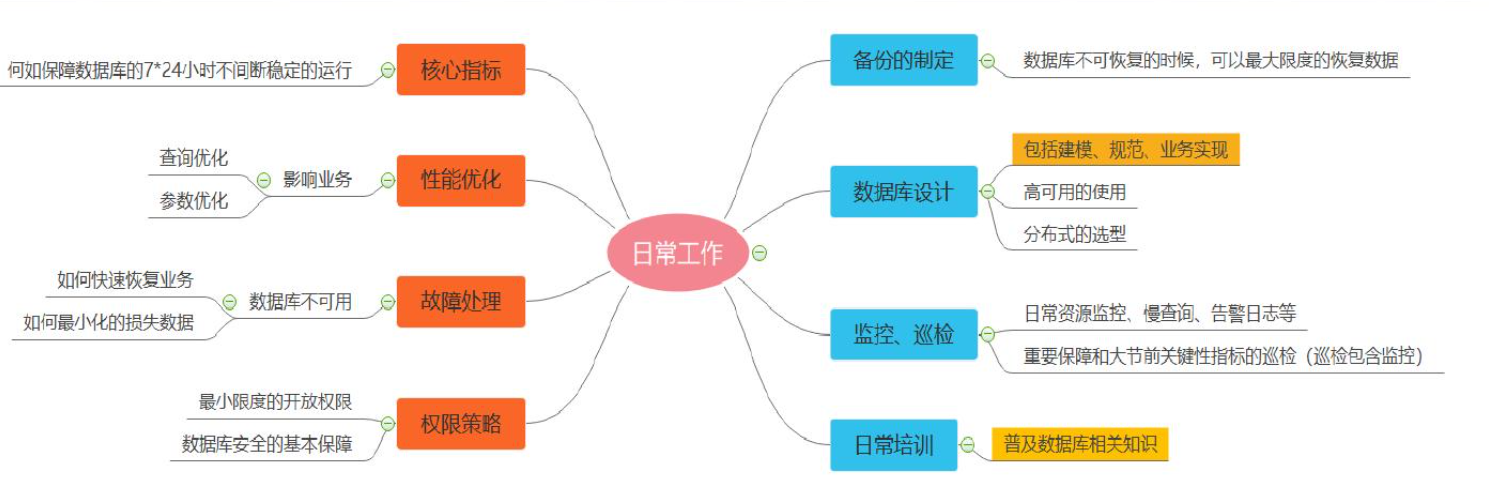 日常工作
核心指标
何如保障数据库的7*24小时不间断稳定的运行
性能优化
影响业务
查询优化
参数优化
故障处理
数据库不可用
如何快速恢复业务
如何最小化的损失数据
权限策略
最小限度的开放权限
数据库安全的基本保障
备份的制定
数据库不可恢复的时候，可以最大限度的恢复数据
数据库设计
包括建模、规范、业务实现
高可用的使用
分布式的选型
监控、巡检
日常资源监控、慢查询、告警日志等
重要保障和大节前关键性指标的巡检（巡检包含监控）
日常培训
普及数据库相关知识